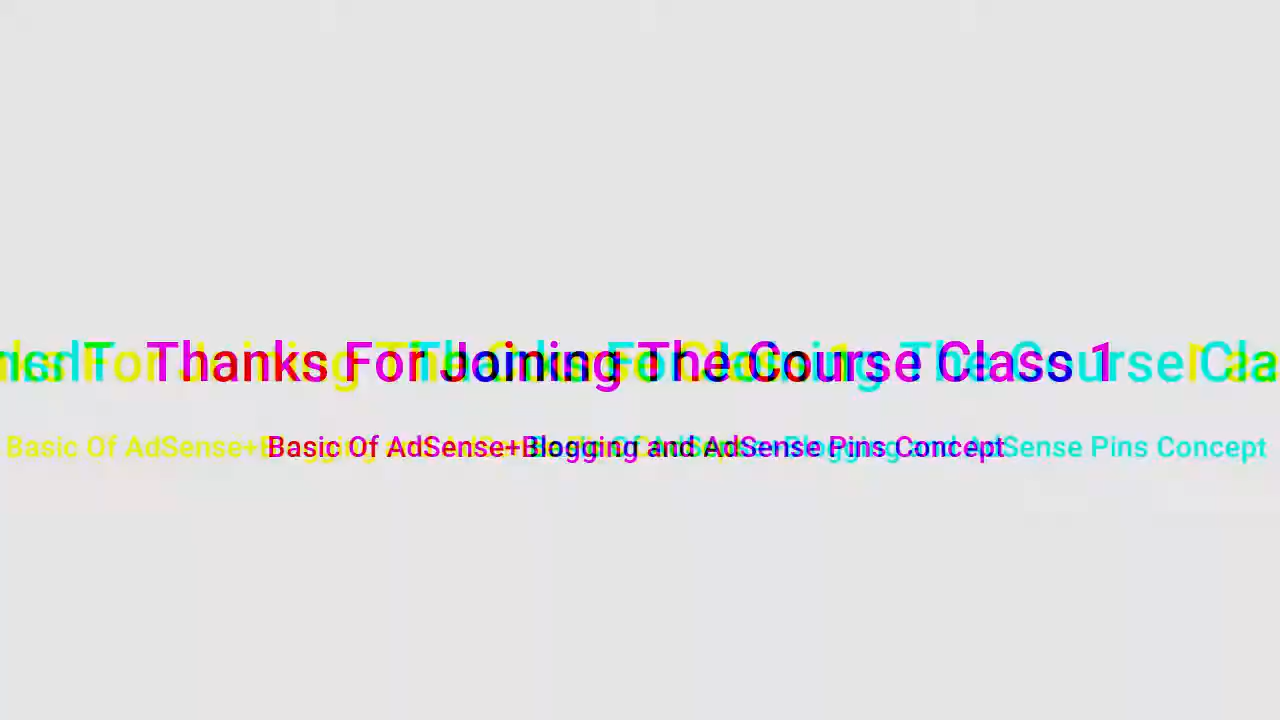 Thanks For Joining The Course Class 1
Basic Of AdSense+Blogging and AdSense Pins Concept